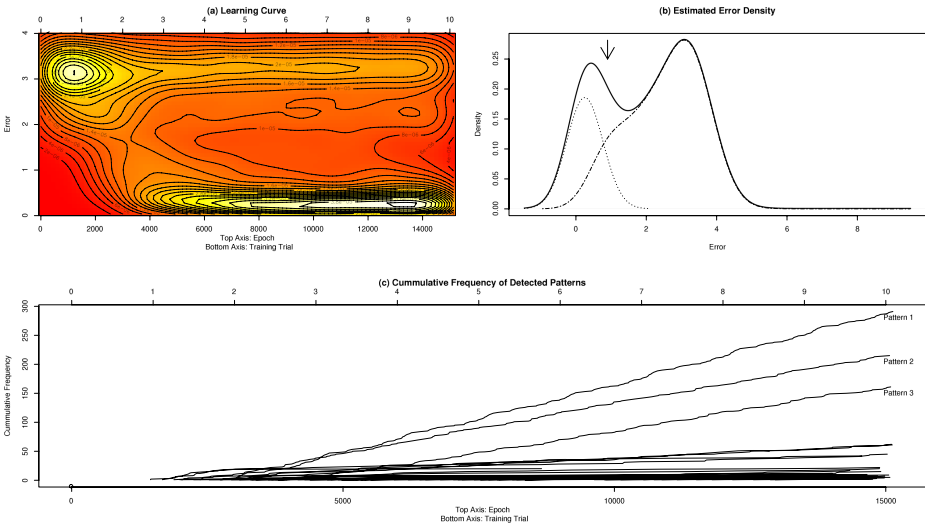 (a) Learning Curve
0 1 2 3 4 5 6 7 8 9 10
4
3
2
1
0
Error
0 2000 4000 6000 8000 10000 12000 14000
Top Axis: Epoch
Bottom Axis: Training Trial
(b) Estimated Error Density
0.25
0.20
0.15
0.10
0.05
0.00
Density
0 2 4 6 8
Error
(c) Cummulative Frequency of Detected Patterns
0 1 2 3 4 5 6 7 8 9 10
300
250
200
150
100
50
0
Cummulative Frequency
Pattern 1
Pattern 2
Pattern 3
0 5000 10000 15000
Top Axis: Epoch
Bottom Axis: Training Trial